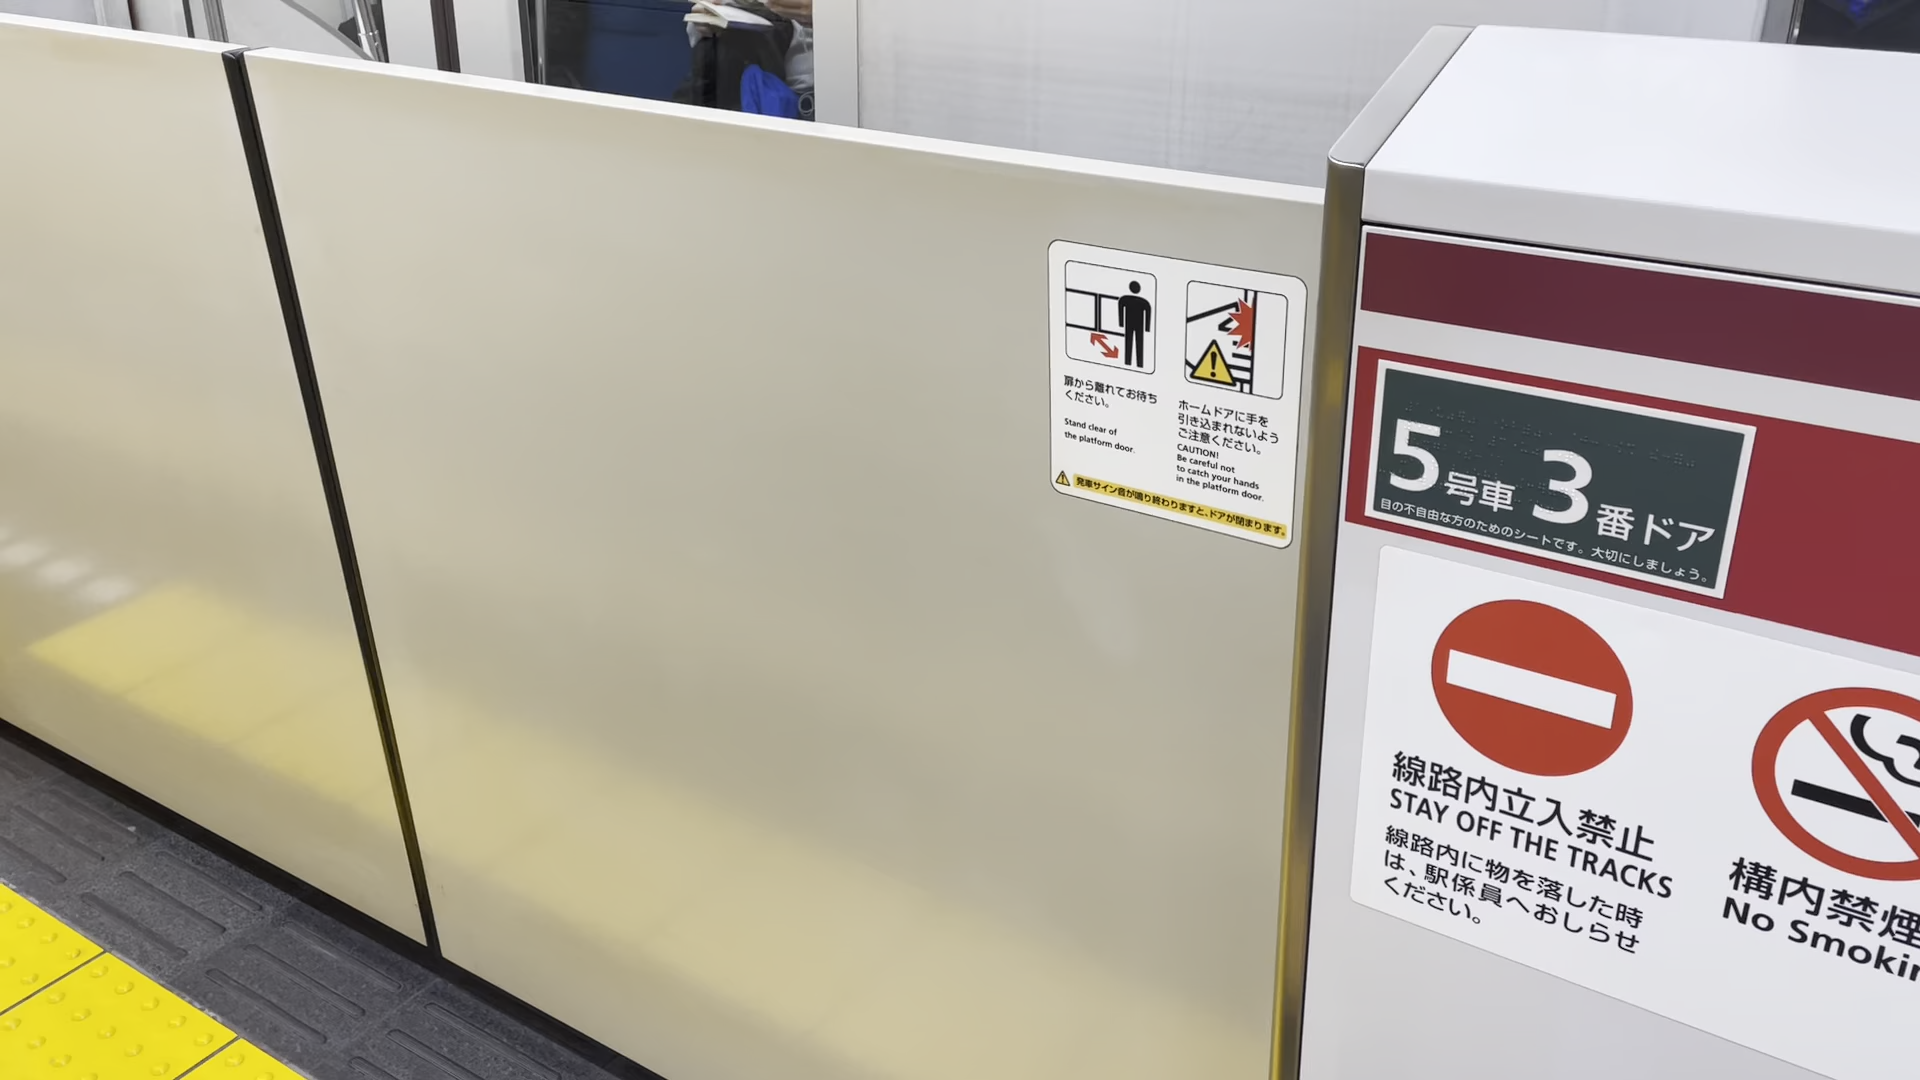 扉から離れてお待ち
ください。
Stand clear of
the platform door.
ホームドアに手を
引き込まれないよう
ご注意ください。
CAUTION!
Be careful not
to catch your hands
in the platform door.
発車サイン音が鳴り終わりますと、ドアが閉まります。
5号車 3番ドア
目の不自由な方のためのシートです。大切にしましょう。
線路内立入禁止
STAY OFF THE TRACKS
線路内に物を落した時
は、駅係員へおしらせ
ください。
構内禁煙
No Smokin